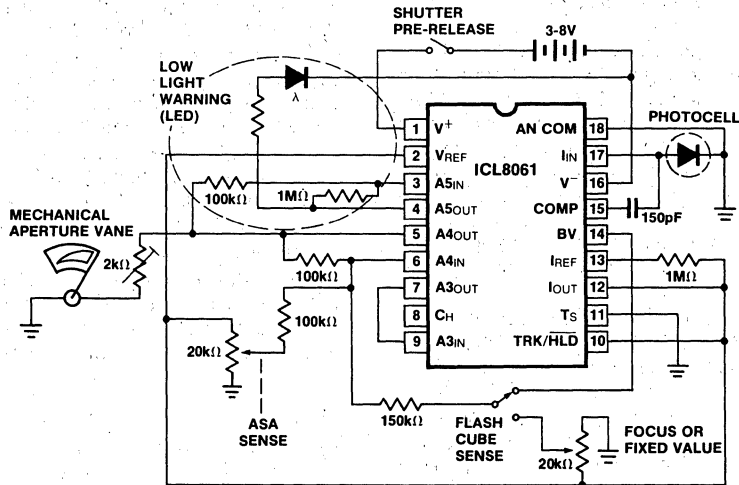 SHUTTER
PRE-RELEASE
3-8V
LOW
LIGHT
WARNING
(LED)
λ
PHOTOCELL
ICL8061
1 V+
2 VREF
3 A5IN
4 A5OUT
5 A4OUT
6 A4IN
7 A3OUT
8 CH
9 A3IN
AN COM 18
IIN 17
V- 16
COMP 15
BV 14
IREF 13
IOUT 12
TS 11
TRK/HLD 10
100kΩ
1MΩ
150pF
MECHANICAL
APERTURE VANE
2kΩ
100kΩ
1MΩ
100kΩ
20kΩ
ASA
SENSE
150kΩ
FLASH
CUBE
SENSE
20kΩ
FOCUS OR
FIXED VALUE